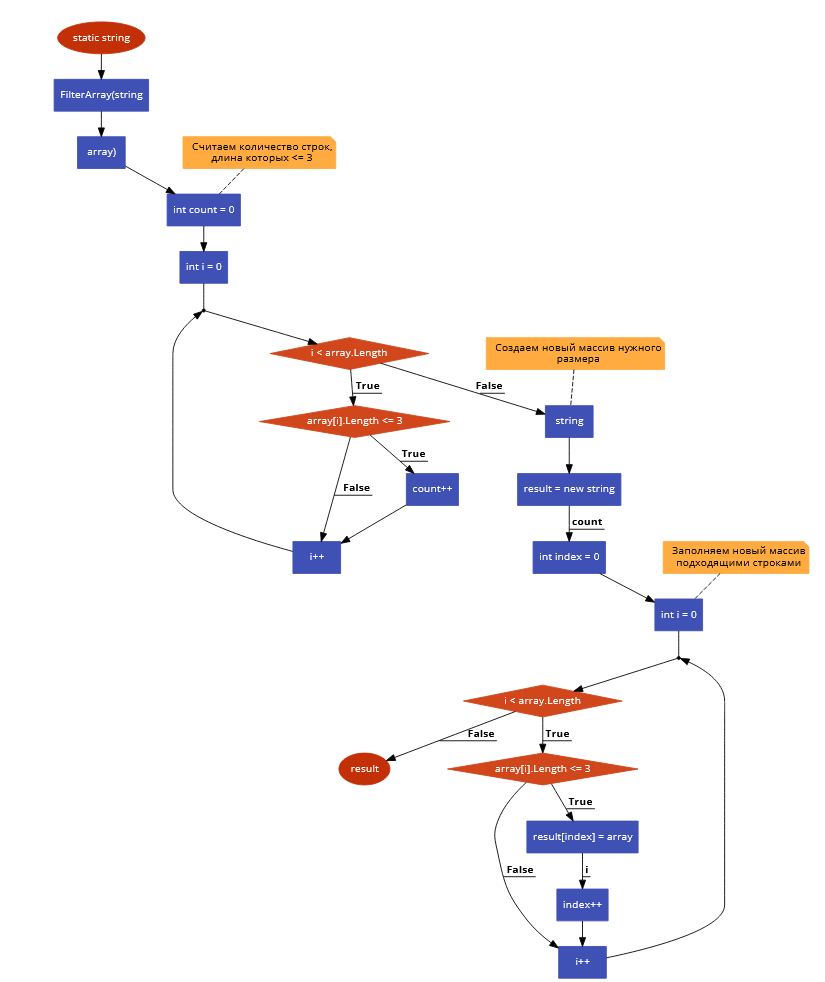 static string
FilterArray(string
array)
Считаем количество строк,
длина которых <= 3
int count = 0
int i = 0
i < array.Length
True
False
array[i].Length <= 3
True
False
count++
i++
Создаем новый массив нужного
размера
string
result = new string
count
int index = 0
Заполняем новый массив
подходящими строками
int i = 0
i < array.Length
False
True
result
array[i].Length <= 3
True
result[index] = array
False
i
index++
i++